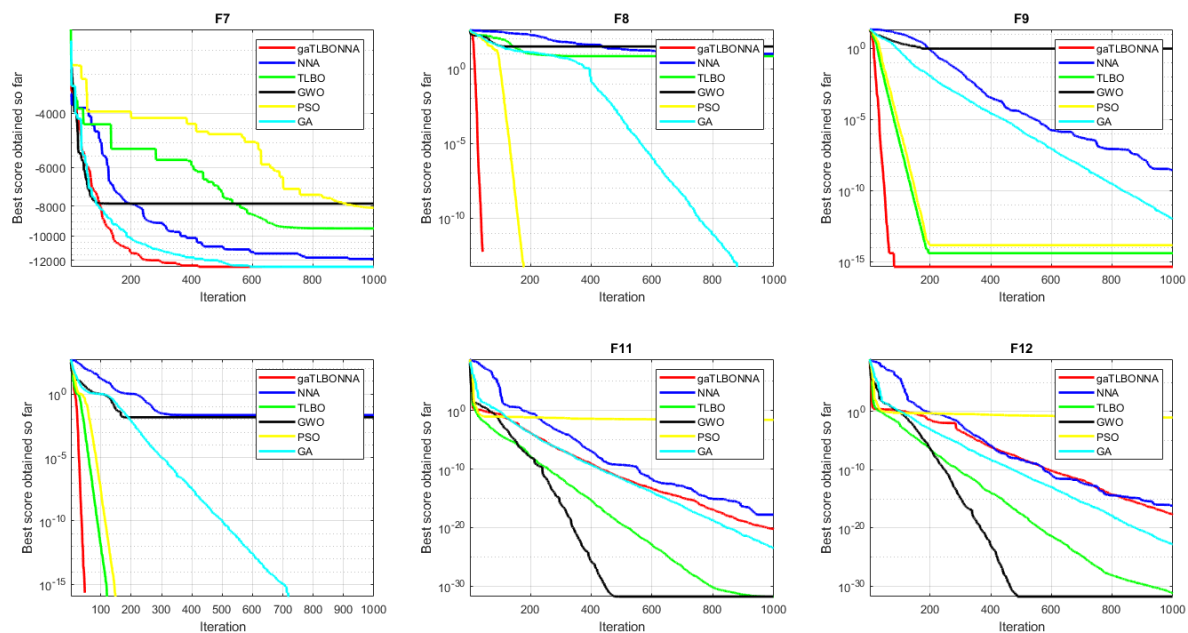 F7
Best score obtained so far
-4000
-6000
-8000
-10000
-12000
200 400 600 800 1000
Iteration
gaTLBONNA
NNA
TLBO
GWO
PSO
GA
F8
Best score obtained so far
10^0
10^-5
10^-10
200 400 600 800 1000
Iteration
gaTLBONNA
NNA
TLBO
GWO
PSO
GA
F9
Best score obtained so far
10^0
10^-5
10^-10
10^-15
200 400 600 800 1000
Iteration
gaTLBONNA
NNA
TLBO
GWO
PSO
GA
Best score obtained so far
10^0
10^-5
10^-10
10^-15
100 200 300 400 500 600 700 800 900 1000
Iteration
gaTLBONNA
NNA
TLBO
GWO
PSO
GA
F11
Best score obtained so far
10^0
10^-10
10^-20
10^-30
200 400 600 800 1000
Iteration
gaTLBONNA
NNA
TLBO
GWO
PSO
GA
F12
Best score obtained so far
10^0
10^-10
10^-20
10^-30
200 400 600 800 1000
Iteration
gaTLBONNA
NNA
TLBO
GWO
PSO
GA